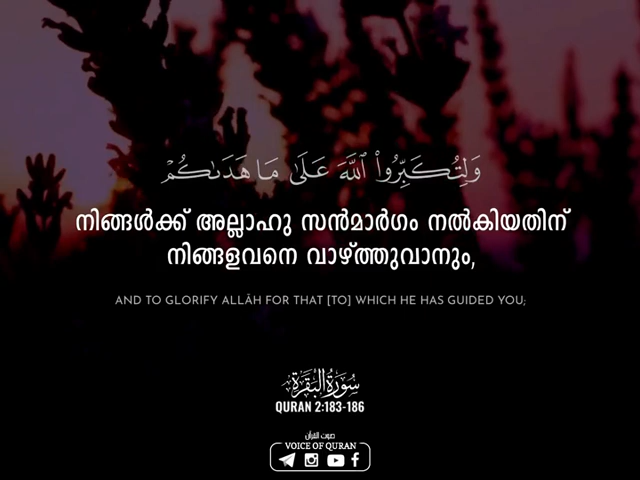 وَلِتُكَبِّرُوا۟ ٱللَّهَ عَلَىٰ مَا هَدَىٰكُمْ
നിങ്ങൾക്ക് അല്ലാഹു സൻമാർഗം നൽകിയതിന്
നിങ്ങളവനെ വാഴ്ത്തുവാനും,
AND TO GLORIFY ALLĀH FOR THAT [TO] WHICH HE HAS GUIDED YOU;
سُورَةُ الْبَقَرَةِ
QURAN 2:183-186
صوت القرآن
VOICE OF QURAN